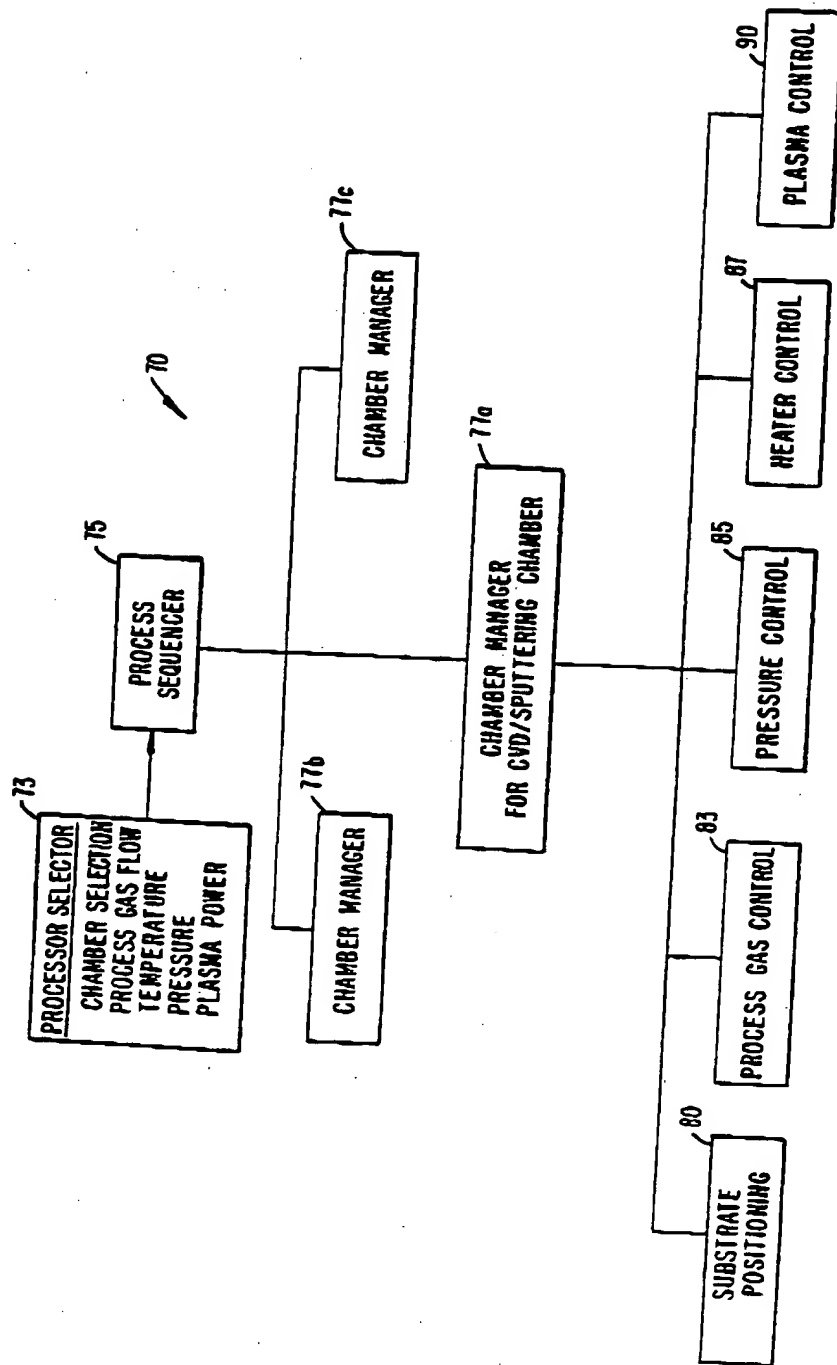 70
73
PROCESSOR SELECTOR
CHAMBER SELECTION
PROCESS GAS FLOW
TEMPERATURE
PRESSURE
PLASMA POWER
75
PROCESS
SEQUENCER
77b
CHAMBER MANAGER
77c
CHAMBER MANAGER
77a
CHAMBER MANAGER
FOR CVD/SPUTTERING CHAMBER
80
SUBSTRATE
POSITIONING
83
PROCESS GAS CONTROL
85
PRESSURE CONTROL
87
HEATER CONTROL
90
PLASMA CONTROL